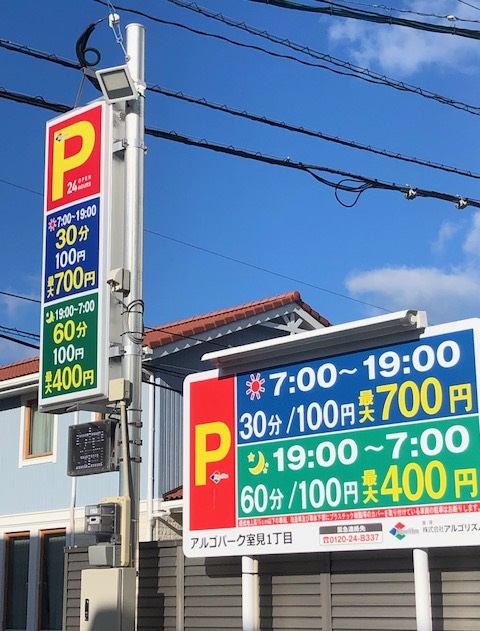 P
24 OPEN HOURS
7:00~19:00
30分
100円
最大700円
19:00~7:00
60分
100円
最大400円
P
7:00~19:00
30分/100円 最大700円
19:00~7:00
60分/100円 最大400円
アルゴパーク室見1丁目
緊急連絡先
0120-24-B337
株式会社アルゴリズム